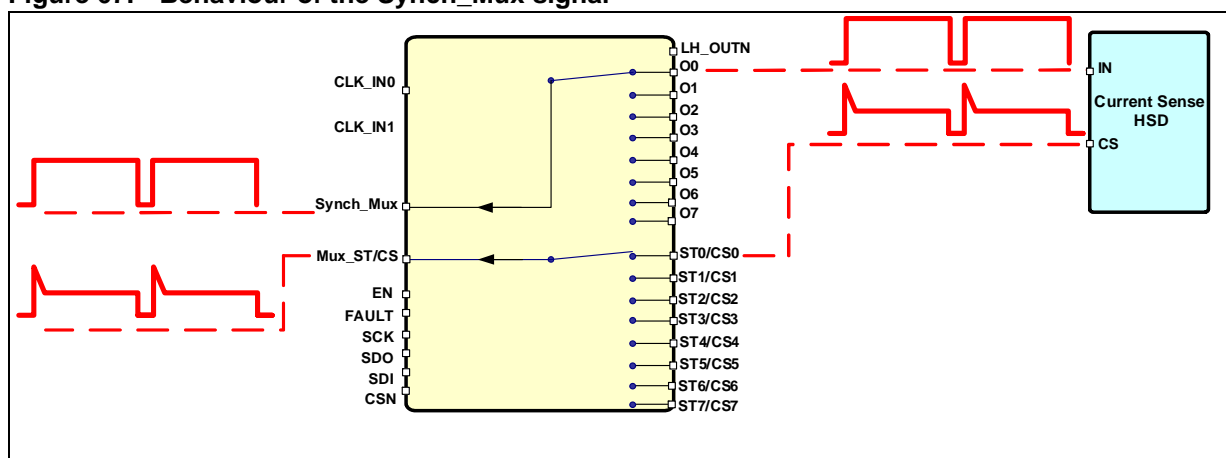 Figure 67. Behaviour of the Synch_Mux signal
LH_OUTN
O0
O1
O2
O3
O4
O5
O6
O7
CLK_IN0
CLK_IN1
Synch_Mux
Mux_ST/CS
EN
FAULT
SCK
SDO
SDI
CSN
ST0/CS0
ST1/CS1
ST2/CS2
ST3/CS3
ST4/CS4
ST5/CS5
ST6/CS6
ST7/CS7
IN
Current Sense
HSD
CS